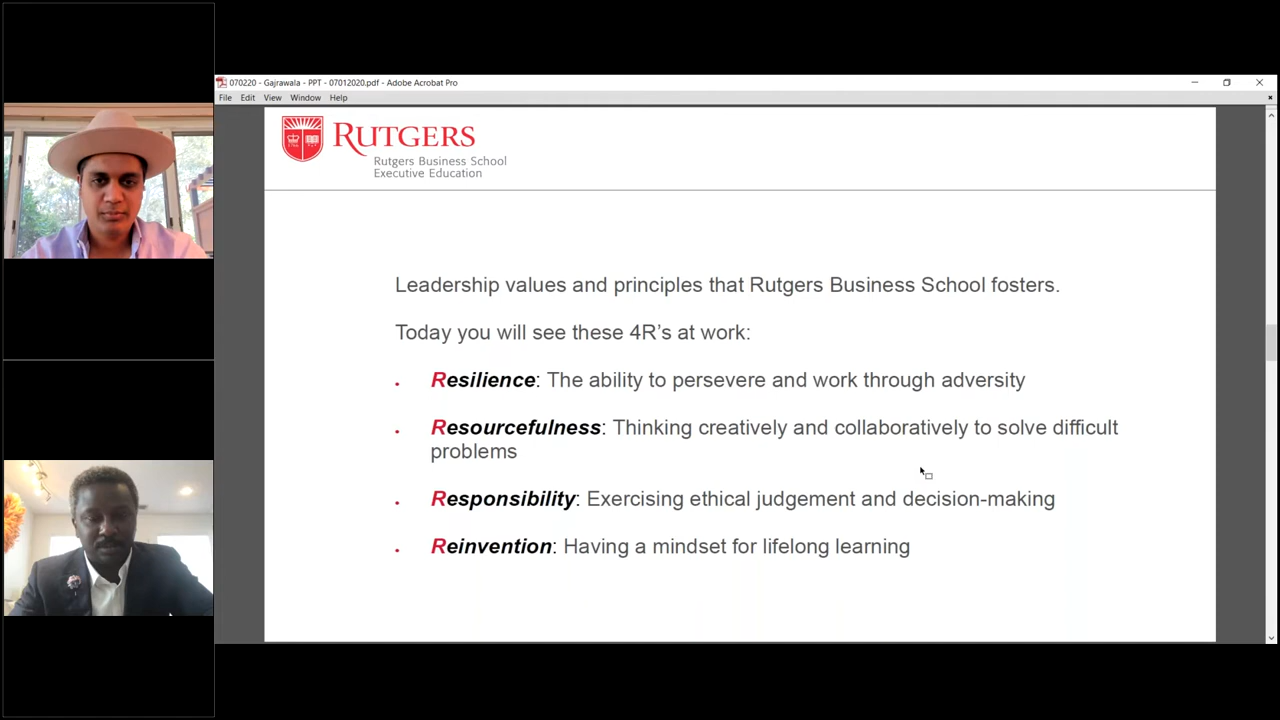 070220 - Gajrawala - PPT - 07012020.pdf - Adobe Acrobat Pro
File Edit View Window Help
RUTGERS
Rutgers Business School
Executive Education
Leadership values and principles that Rutgers Business School fosters.
Today you will see these 4R's at work:
Resilience: The ability to persevere and work through adversity
Resourcefulness: Thinking creatively and collaboratively to solve difficult
problems
Responsibility: Exercising ethical judgement and decision-making
Reinvention: Having a mindset for lifelong learning